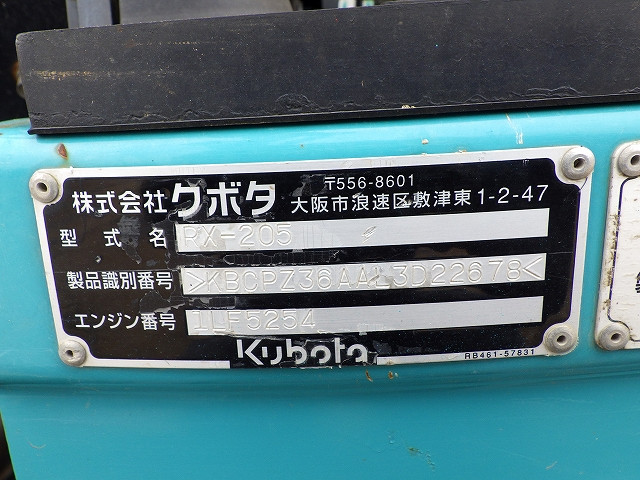 株式会社クボタ 〒556-8601
大阪市浪速区敷津東1-2-47
型式名 RX-205
製品識別番号 >KBCPZ36AAL3D22678<
エンジン番号 1LF5254
Kubota
RB461-57831